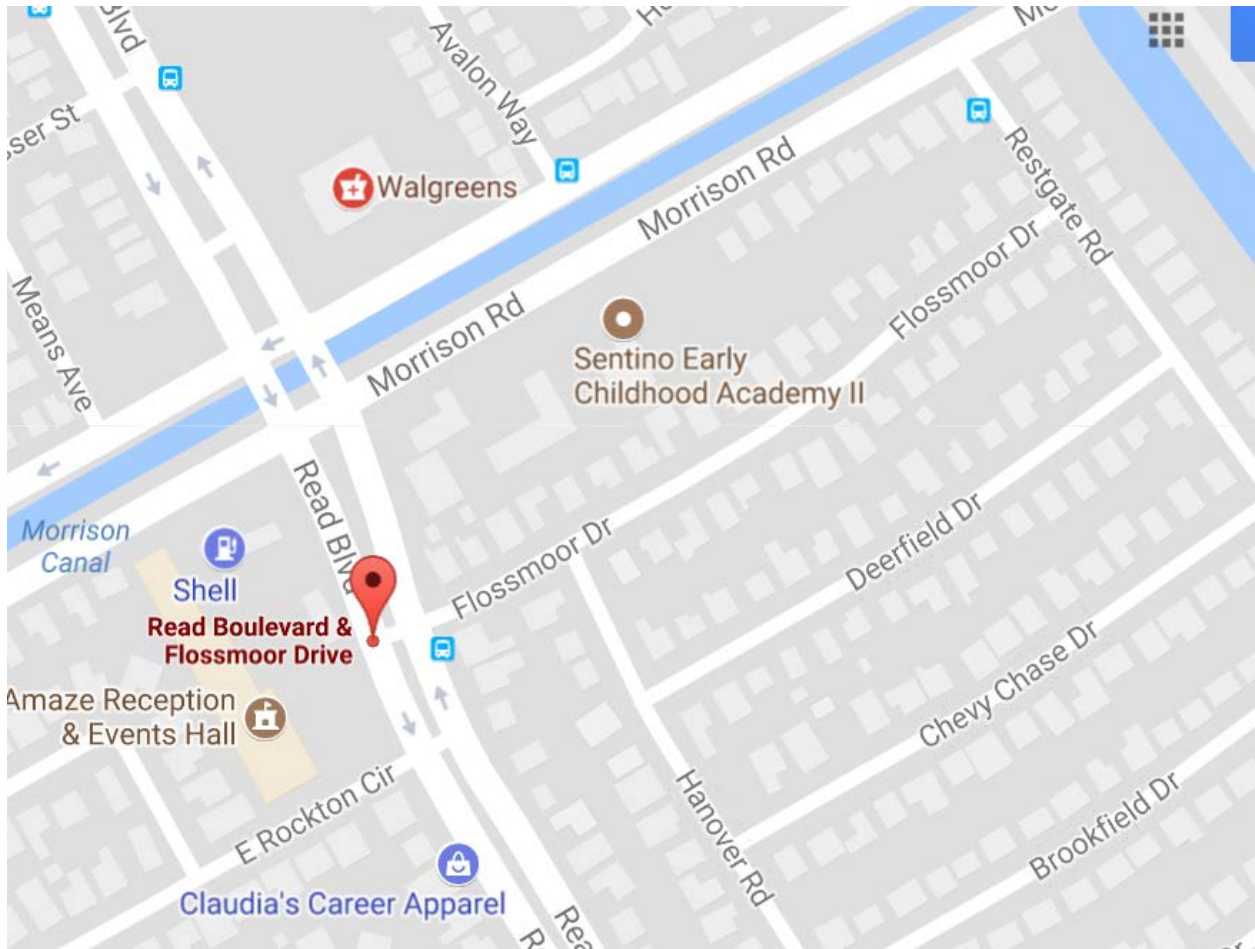 Blvd
Avalon Way
Walgreens
Morrison Rd
Restgate Rd
Flossmoor Dr
Means Ave
Morrison Rd
Sentino Early
Childhood Academy II
Read Blvd
Morrison
Canal
Shell
Flossmoor Dr
Deerfield Dr
Read Boulevard &
Flossmoor Drive
Amaze Reception
& Events Hall
Chevy Chase Dr
E Rockton Cir
Hanover Rd
Brookfield Dr
Claudia's Career Apparel